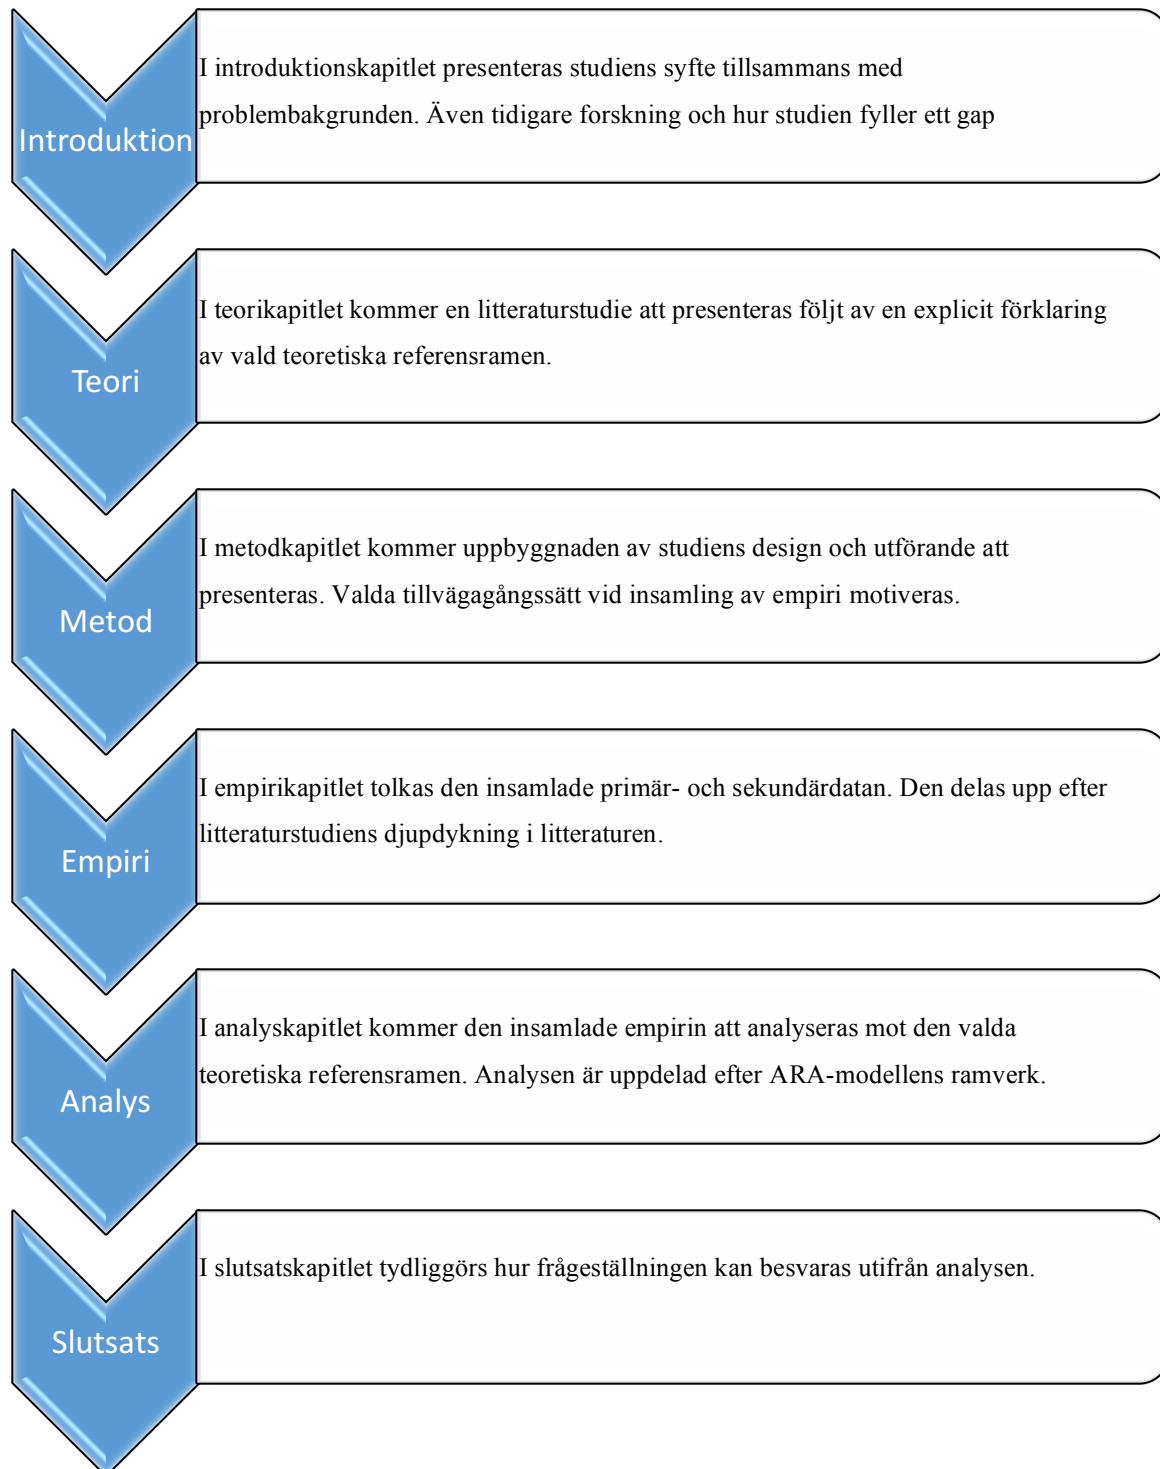 I introduktionskapitlet presenteras studiens syfte tillsammans med
problembakgrunden. Även tidigare forskning och hur studien fyller ett gap
Introduktion
I teorikapitlet kommer en litteraturstudie att presenteras följt av en explicit förklaring
av vald teoretiska referensramen.
Teori
I metodkapitlet kommer uppbyggnaden av studiens design och utförande att
presenteras. Valda tillvägagångssätt vid insamling av empiri motiveras.
Metod
I empirikapitlet tolkas den insamlade primär- och sekundärdatan. Den delas upp efter
litteraturstudiens djupdykning i litteraturen.
Empiri
I analyskapitlet kommer den insamlade empirin att analyseras mot den valda
teoretiska referensramen. Analysen är uppdelad efter ARA-modellens ramverk.
Analys
I slutsatskapitlet tydliggörs hur frågeställningen kan besvaras utifrån analysen.
Slutsats